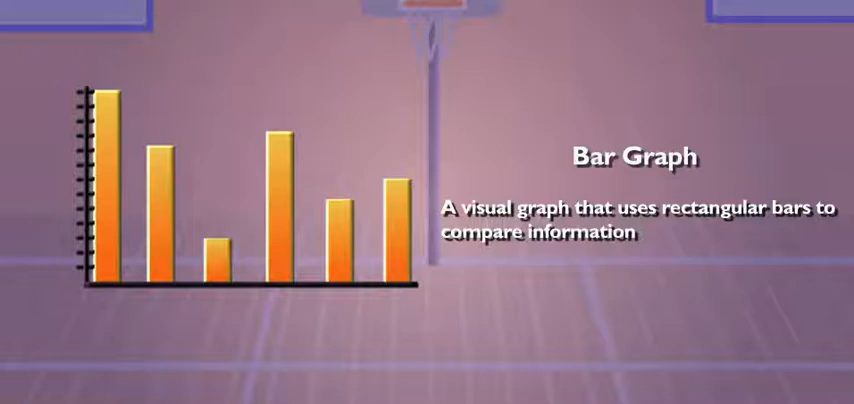 Bar Graph
A visual graph that uses rectangular bars to
compare information